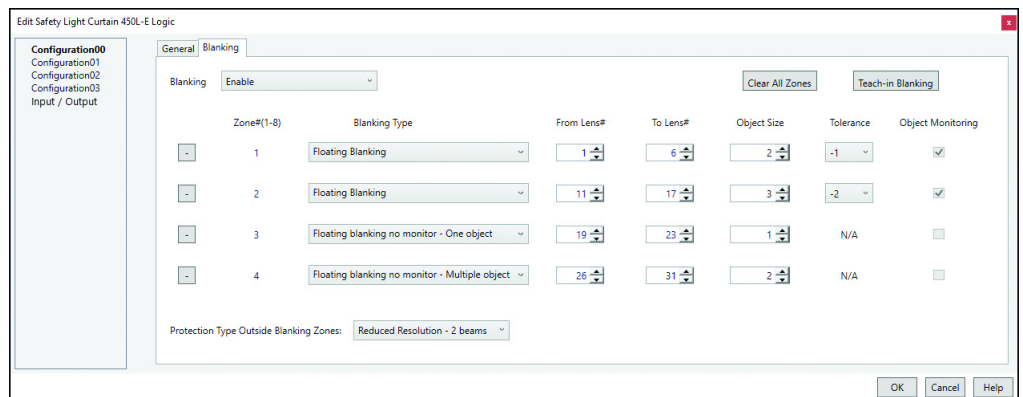 Edit Safety Light Curtain 450L-E Logic
x
Configuration00
Configuration01
Configuration02
Configuration03
Input / Output
General Blanking
Blanking Enable Clear All Zones Teach-in Blanking
Zone#(1-8) Blanking Type From Lens# To Lens# Object Size Tolerance Object Monitoring
- 1 Floating Blanking 1 6 2 -1
- 2 Floating Blanking 11 17 3 -2
- 3 Floating blanking no monitor - One object 19 23 1 N/A
- 4 Floating blanking no monitor - Multiple object 26 31 2 N/A
Protection Type Outside Blanking Zones: Reduced Resolution - 2 beams
OK Cancel Help